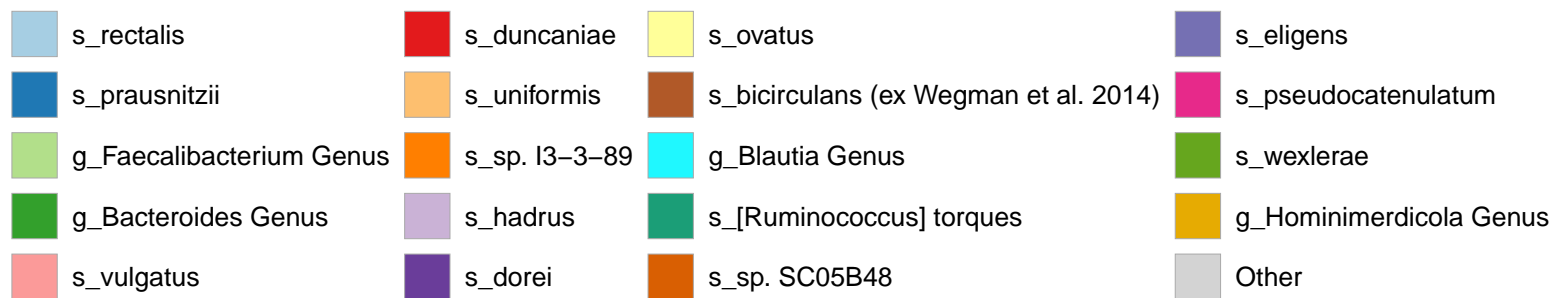 s_rectalis
s_prausnitzii
g_Faecalibacterium Genus
g_Bacteroides Genus
s_vulgatus
s_duncaniae
s_uniformis
s_sp. I3−3−89
s_hadrus
s_dorei
s_ovatus
s_bicirculans (ex Wegman et al. 2014)
g_Blautia Genus
s_[Ruminococcus] torques
s_sp. SC05B48
s_eligens
s_pseudocatenulatum
s_wexlerae
g_Hominimerdicola Genus
Other